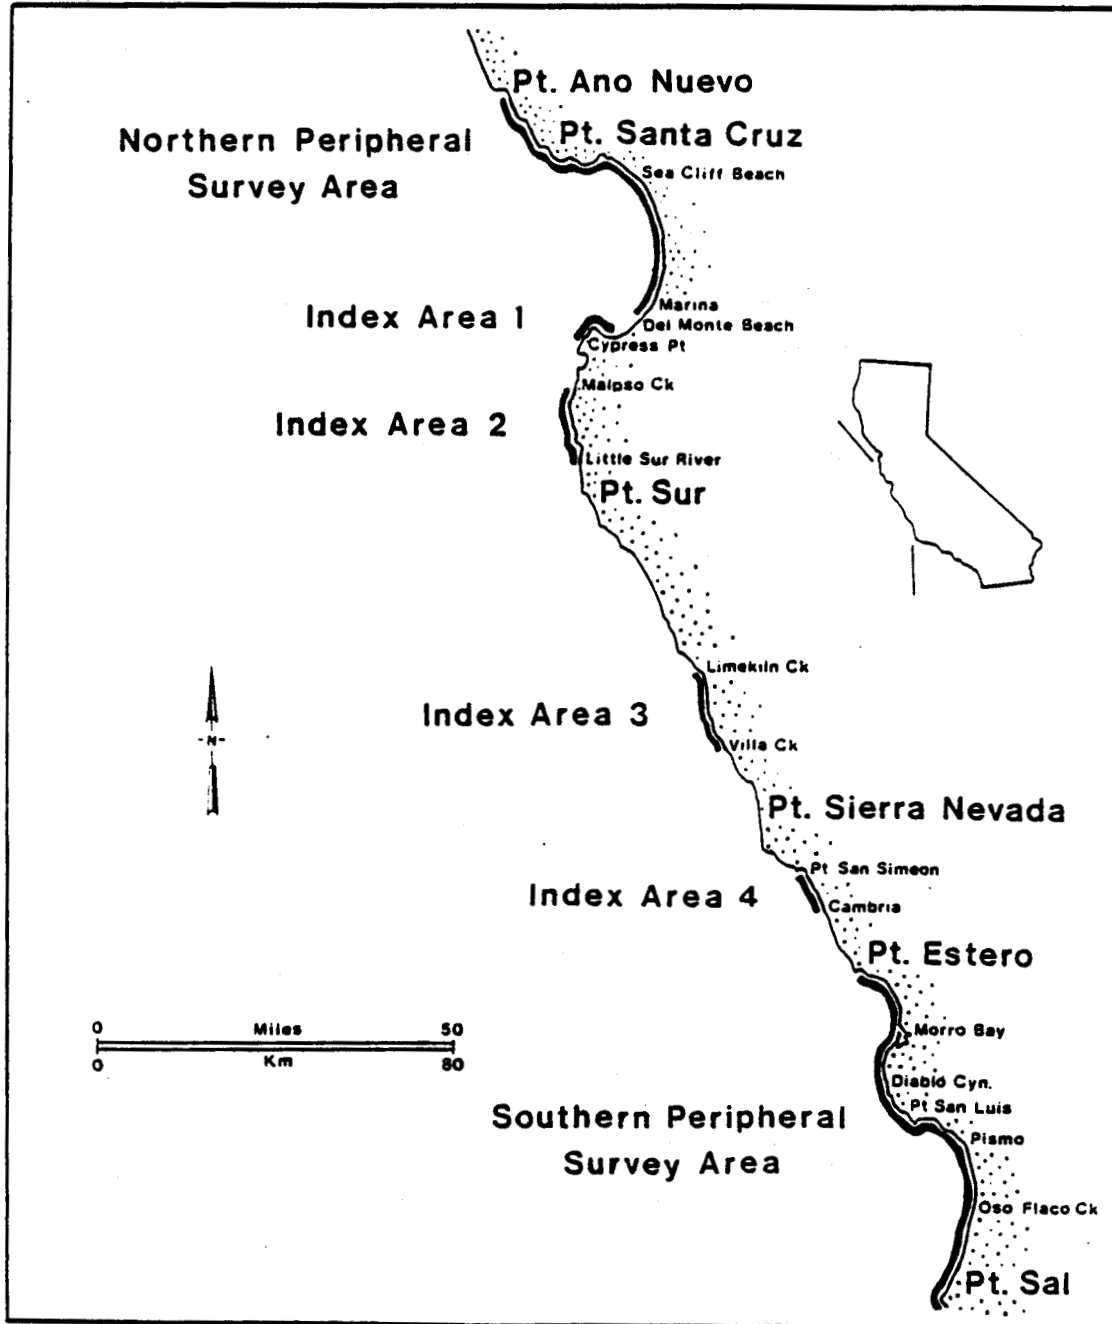 Pt. Ano Nuevo
Northern Peripheral
Survey Area
Pt. Santa Cruz
Sea Cliff Beach
Index Area 1
Marina
Del Monte Beach
Cypress Pt
Malpso Ck
Index Area 2
Little Sur River
Pt. Sur
Limekiln Ck
Index Area 3
Villa Ck
-N-
Pt. Sierra Nevada
Pt San Simeon
Index Area 4
Cambria
Pt. Estero
0 Miles 50
0 Km 80
Morro Bay
Diablo Cyn.
Pt San Luis
Southern Peripheral
Survey Area
Pismo
Oso Flaco Ck
Pt. Sal